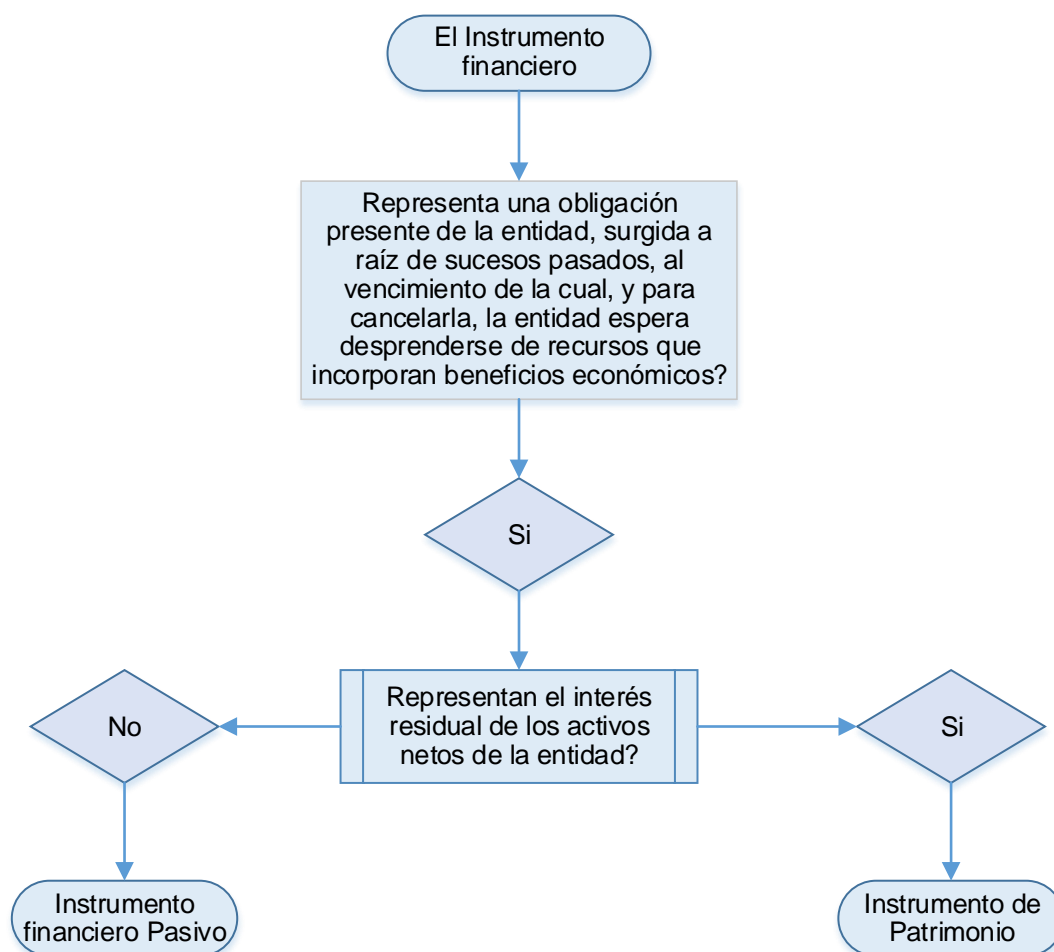 El Instrumento
financiero
Representa una obligación
presente de la entidad, surgida a
raíz de sucesos pasados, al
vencimiento de la cual, y para
cancelarla, la entidad espera
desprenderse de recursos que
incorporan beneficios económicos?
Si
No
Representan el interés
residual de los activos
netos de la entidad?
Si
Instrumento
financiero Pasivo
Instrumento de
Patrimonio